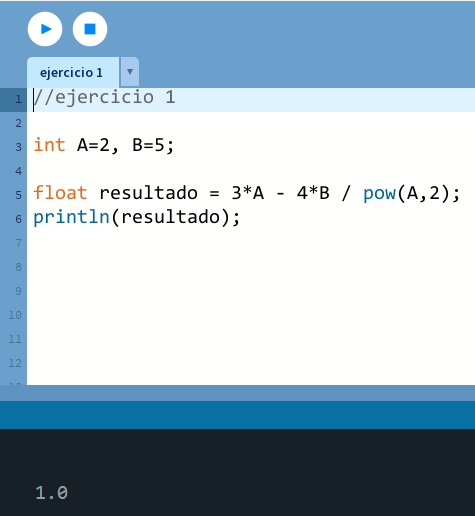 ejercicio 1
1 //ejercicio 1
2
3 int A=2, B=5;
4
5 float resultado = 3*A - 4*B / pow(A,2);
6 println(resultado);
7
8
9
10
11
12
1.0